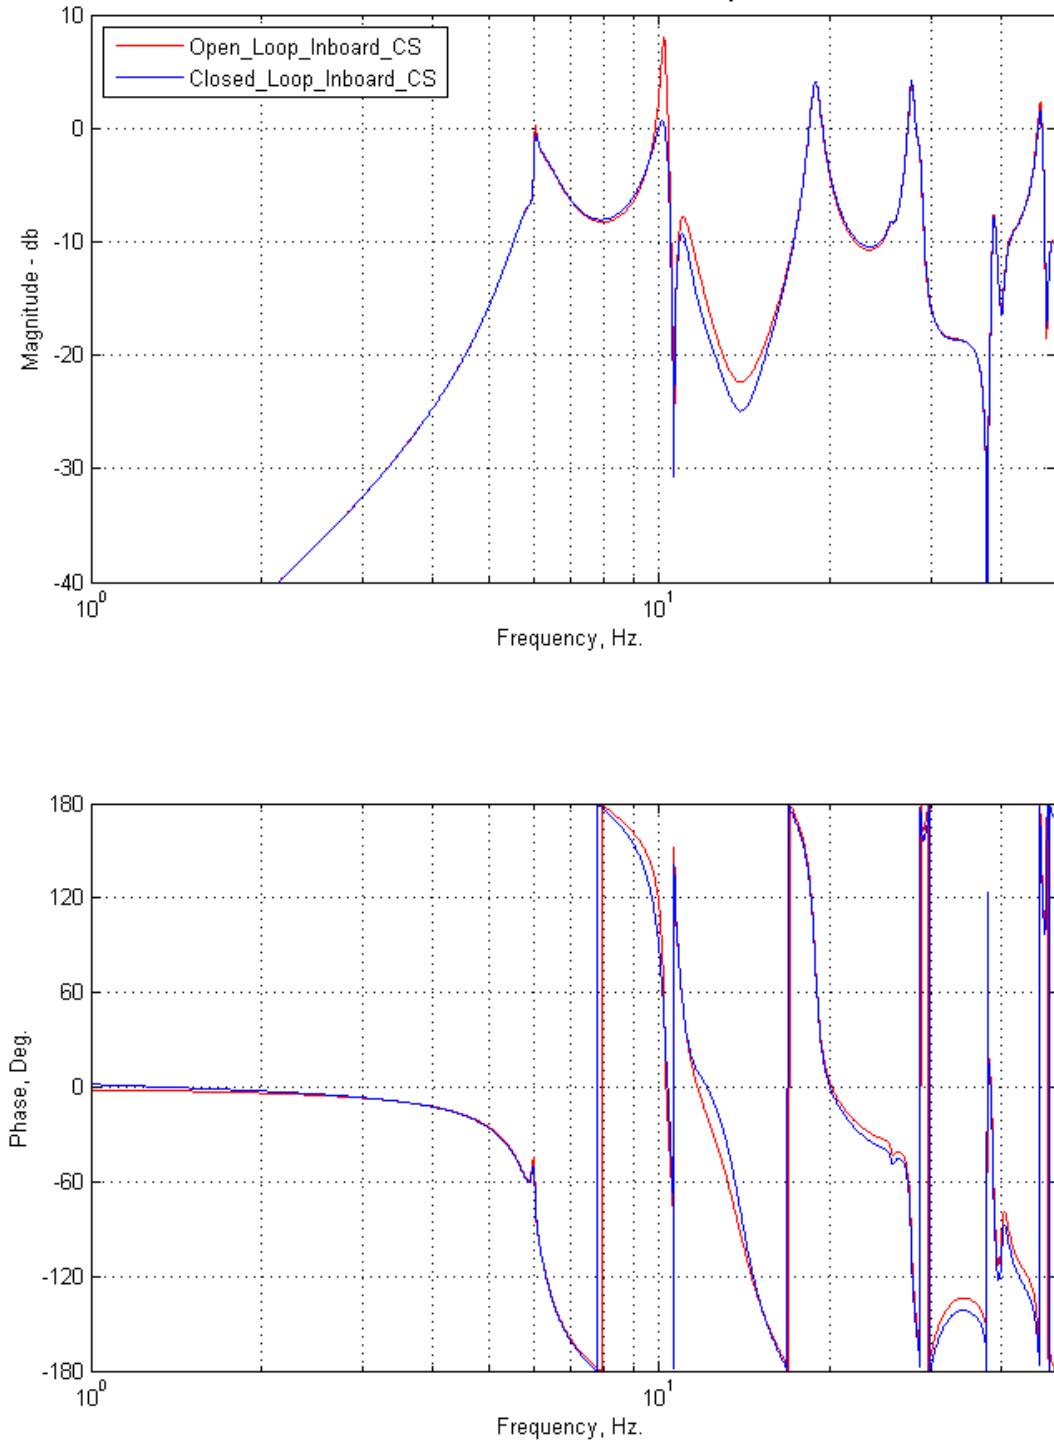 10
Open_Loop_Inboard_CS
Closed_Loop_Inboard_CS
0
-10
-20
-30
-40
Magnitude - db
10^0
10^1
Frequency, Hz.
180
120
60
0
-60
-120
-180
Phase, Deg.
10^0
10^1
Frequency, Hz.